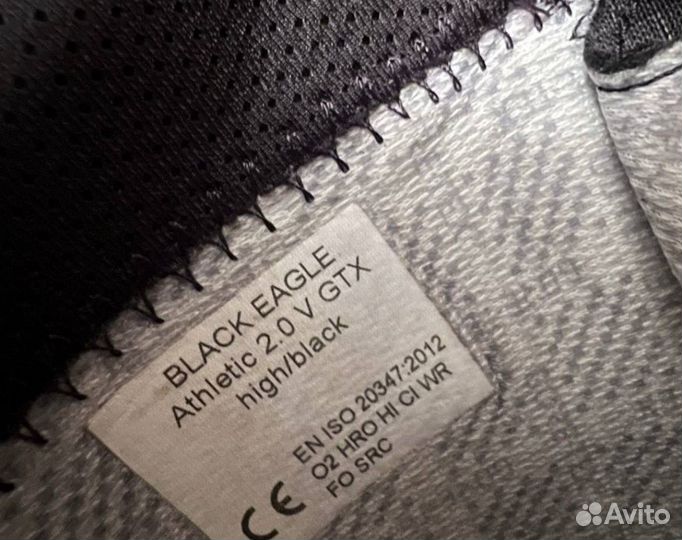 BLACK EAGLE
Athletic 2.0 V GTX
high/black
EN ISO 20347:2012
O2 HRO HI CI WR
FO SRC
CE
Avito